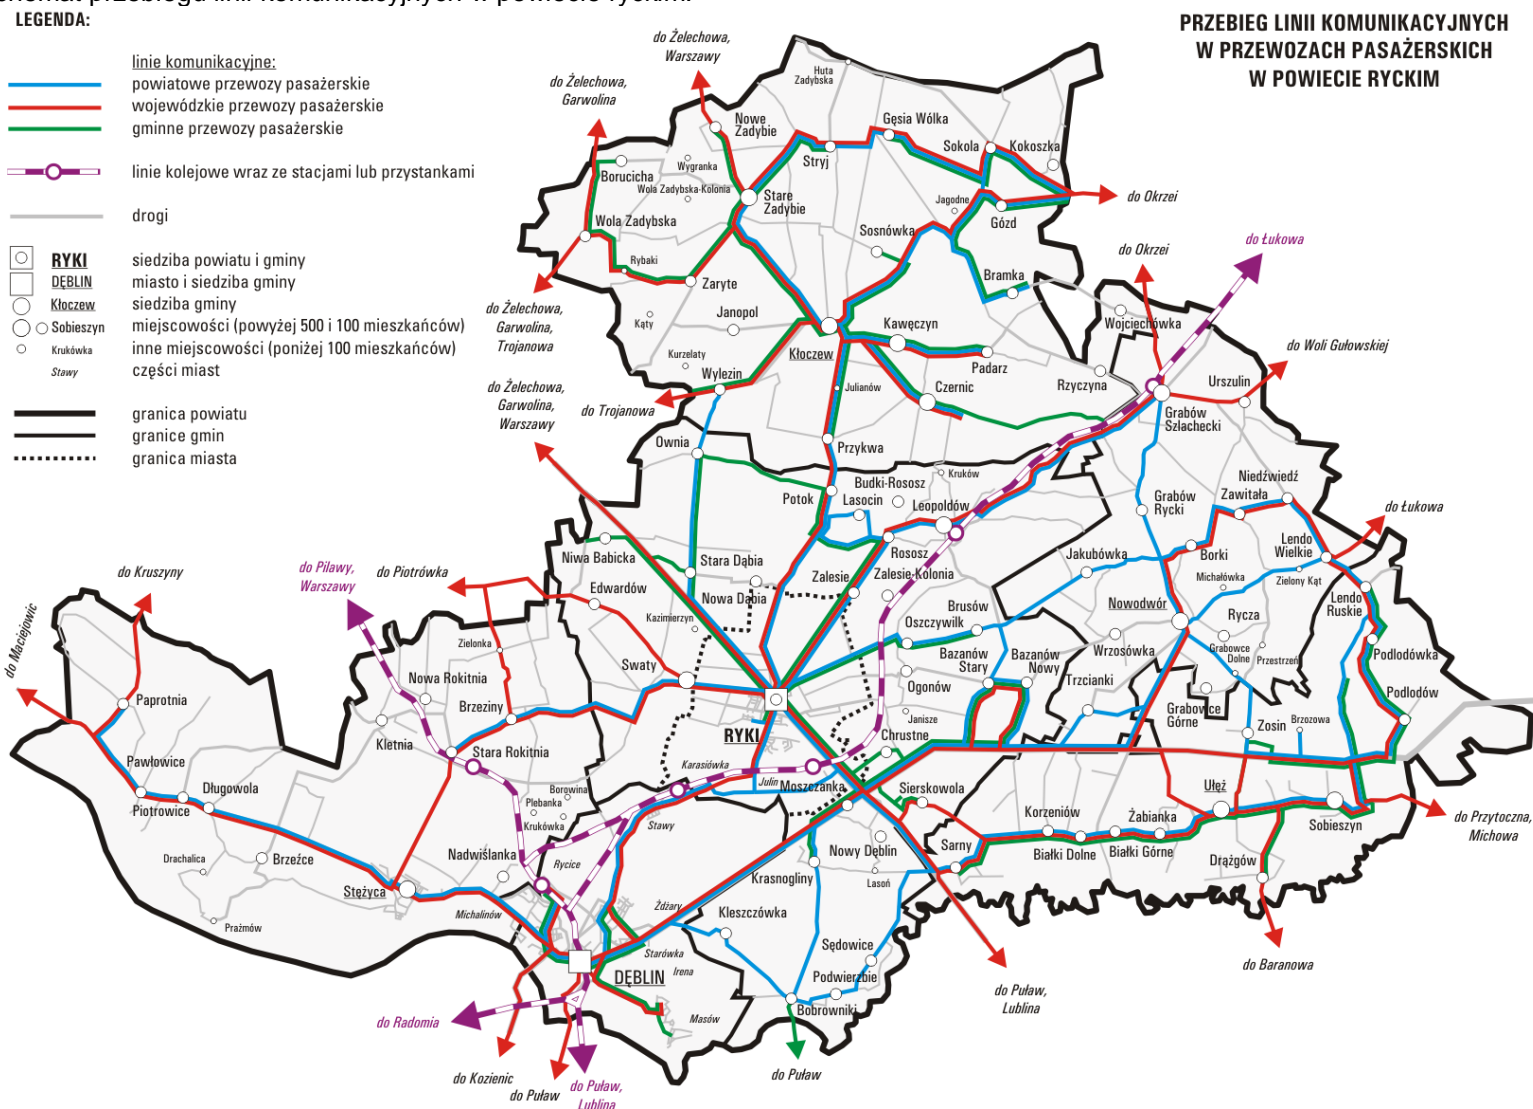 schemat przebiegu linii komunikacyjnych w powiecie ryckim.
LEGENDA:
linie komunikacyjne:
powiatowe przewozy pasażerskie
wojewódzkie przewozy pasażerskie
gminne przewozy pasażerskie
linie kolejowe wraz ze stacjami lub przystankami
drogi
RYKI siedziba powiatu i gminy
DĘBLIN miasto i siedziba gminy
Kłoczew siedziba gminy
Sobieszyn miejscowości (powyżej 500 i 100 mieszkańców)
Krukówka inne miejscowości (poniżej 100 mieszkańców)
Stawy części miast
granica powiatu
granice gmin
granica miasta
PRZEBIEG LINII KOMUNIKACYJNYCH
W PRZEWOZACH PASAŻERSKICH
W POWIECIE RYCKIM
do Żelechowa,
Warszawy
do Żelechowa,
Garwolina
Huta
Zadybska
Nowe
Zadybie
Gęsia Wólka
Sokola
Kokoszka
Stryj
Borucicha
Wygranka
Wola Zadybska-Kolonia
Stare
Zadybie
Jagodne
do Okrzei
Wola Zadybska
Gózd
Sosnówka
do Okrzei
do Łukowa
Rybaki
Zaryte
Bramka
do Żelechowa,
Garwolina,
Trojanowa
Kąty
Janopol
Kawęczyn
Wojciechówka
Kłoczew
Kurzelaty
Wylezin
Padarz
Rzyczyna
do Woli Gułowskiej
Urszulin
do Żelechowa,
Garwolina,
Warszawy
do Trojanowa
Julianów
Czernic
Grabów
Szlachecki
Ownia
Przykwa
Kruków
Niedźwiedź
Budki-Rososz
Potok
Lasocin
Leopoldów
Grabów
Rycki
Zawitała
do Łukowa
Rososz
Niwa Babicka
Stara Dąbia
Zalesie
Zalesie-Kolonia
Jakubówka
Borki
Lendo
Wielkie
do Pilawy,
Warszawy
do Piotrówka
do Kruszyny
Edwardów
Nowa Dąbia
Michałówka
Zielony Kąt
Lendo
Ruskie
Kazimierzyn
Brusów
Oszczywilk
Nowodwór
Rycza
do Maciejowic
Zielonka
Swaty
Bazanów
Stary
Bazanów
Nowy
Wrzosówka
Grabowce
Dolne
Przestrzeń
Podlodówka
Nowa Rokitnia
Ogonów
Trzcianki
Paprotnia
Brzeziny
Janisze
Grabowice
Górne
Podlodów
Kletnia
Stara Rokitnia
RYKI
Chrustne
Zosin
Brzozowa
Pawłowice
Karasiówka
Julin
Moszczanka
Sierskowola
Ułęż
Piotrowice
Długowola
Borowina
Plebanka
Krukówka
Stawy
Korzeniów
Żabianka
Sobieszyn
do Przytoczna,
Michowa
Drachalica
Brzeźce
Nadwiślanka
Rycice
Nowy Dęblin
Sarny
Białki Dolne
Białki Górne
Drążgów
Stężyca
Krasnogliny
Lasoń
Michalinów
Żdżary
Kleszczówka
Prażmów
Starówka
Sędowice
Irena
DĘBLIN
Podwierzbie
do Baranowa
Bobrowniki
do Puław,
Lublina
do Radomia
Masów
do Kozienic
do Puław
do Puław,
Lublina
do Puław